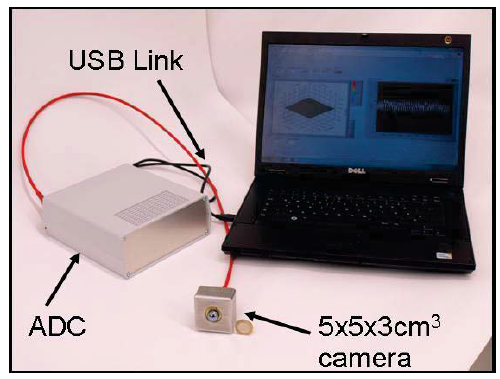 USB Link
DELL
ADC
5x5x3cm³
camera